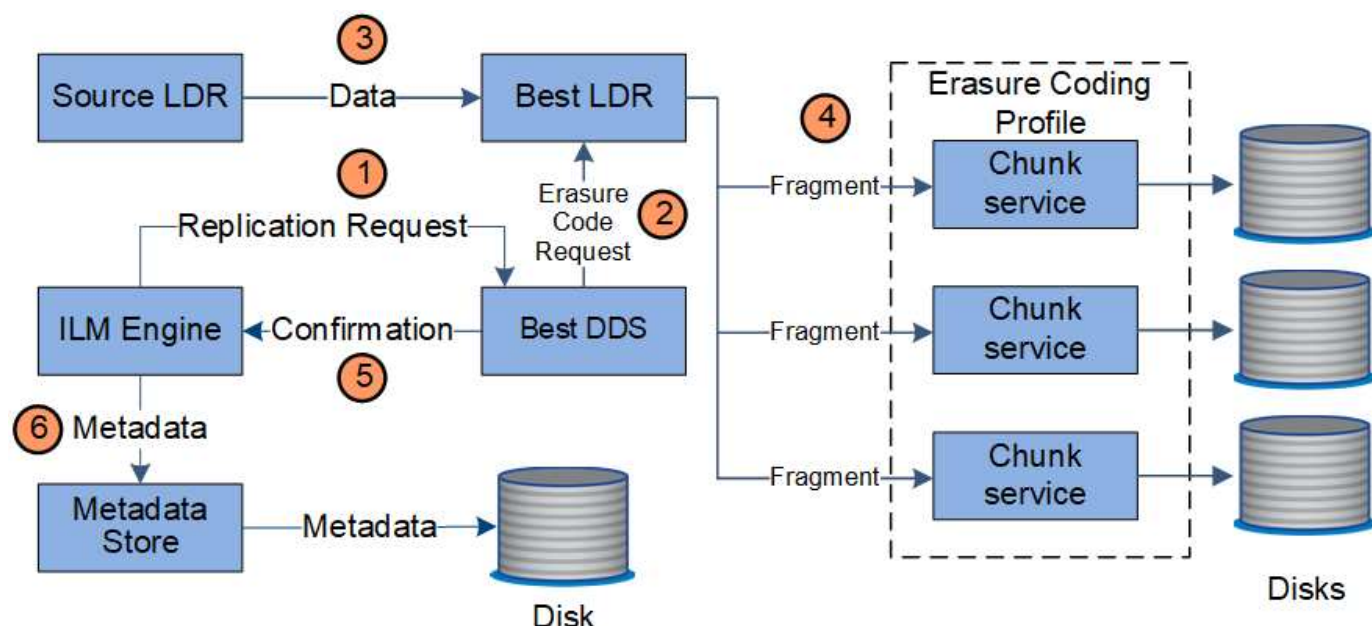 3
Source LDR
Data
Best LDR
4
Erasure Coding
Profile
Chunk
service
Fragment
1
Replication Request
Erasure
Code
Request
2
ILM Engine
Confirmation
Best DDS
5
Fragment
Chunk
service
6
Metadata
Metadata
Store
Metadata
Disk
Fragment
Chunk
service
Disks